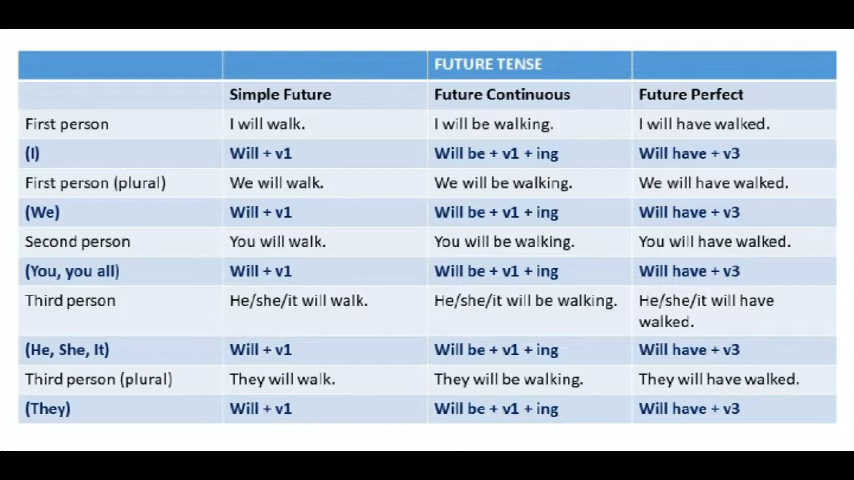 FUTURE TENSE
Simple Future Future Continuous Future Perfect
First person I will walk. I will be walking. I will have walked.
(I) Will + v1 Will be + v1 + ing Will have + v3
First person (plural) We will walk. We will be walking. We will have walked.
(We) Will + v1 Will be + v1 + ing Will have + v3
Second person You will walk. You will be walking. You will have walked.
(You, you all) Will + v1 Will be + v1 + ing Will have + v3
Third person He/she/it will walk. He/she/it will be walking. He/she/it will have
walked.
(He, She, It) Will + v1 Will be + v1 + ing Will have + v3
Third person (plural) They will walk. They will be walking. They will have walked.
(They) Will + v1 Will be + v1 + ing Will have + v3